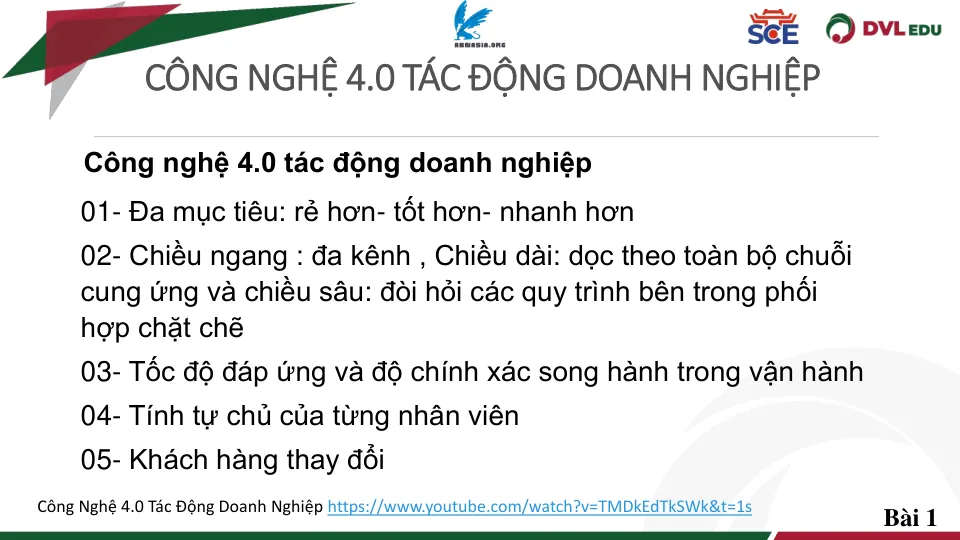 ABMASIA.ORG
SCE
DVL EDU
CÔNG NGHỆ 4.0 TÁC ĐỘNG DOANH NGHIỆP
Công nghệ 4.0 tác động doanh nghiệp
01- Đa mục tiêu: rẻ hơn- tốt hơn- nhanh hơn
02- Chiều ngang : đa kênh , Chiều dài: dọc theo toàn bộ chuỗi
cung ứng và chiều sâu: đòi hỏi các quy trình bên trong phối
hợp chặt chẽ
03- Tốc độ đáp ứng và độ chính xác song hành trong vận hành
04- Tính tự chủ của từng nhân viên
05- Khách hàng thay đổi
Công Nghệ 4.0 Tác Động Doanh Nghiệp https://www.youtube.com/watch?v=TMDkEdTkSWk&t=1s
Bài 1